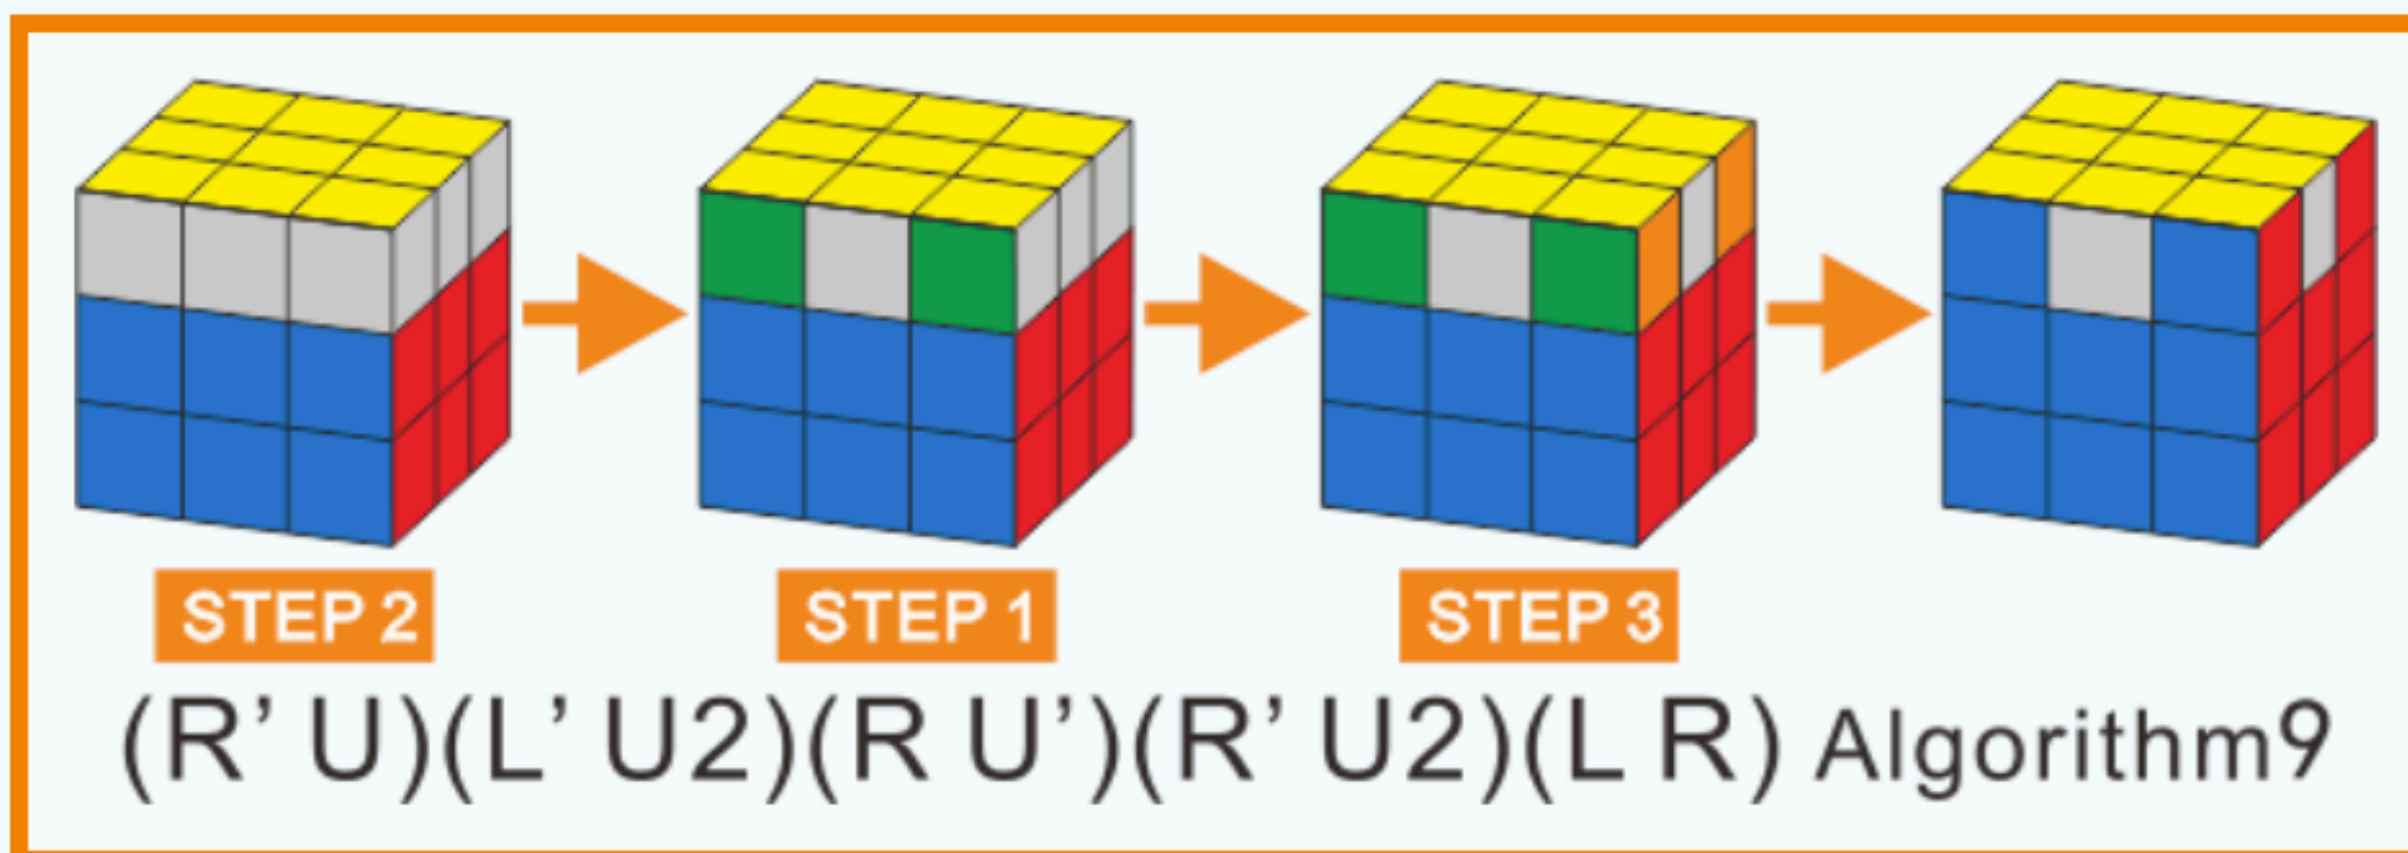 STEP 2 STEP 1 STEP 3
(R’ U)(L’ U2)(R U’)(R’ U2)(L R) Algorithm9